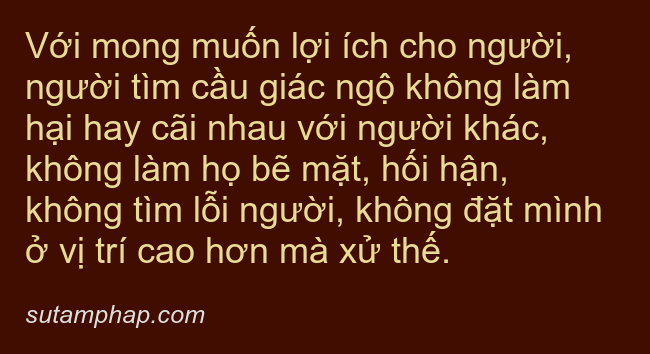 Với mong muốn lợi ích cho người,
người tìm cầu giác ngộ không làm
hại hay cãi nhau với người khác,
không làm họ bẽ mặt, hối hận,
không tìm lỗi người, không đặt mình
ở vị trí cao hơn mà xử thế.
sutamphap.com